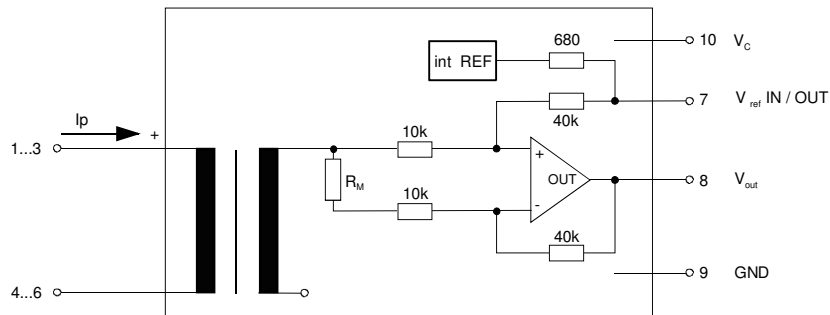 680
10 V_C
int REF
7 V_ref IN / OUT
40k
Ip
+
10k
1...3
+
OUT
8 V_out
R_M
10k
-
40k
9 GND
4...6